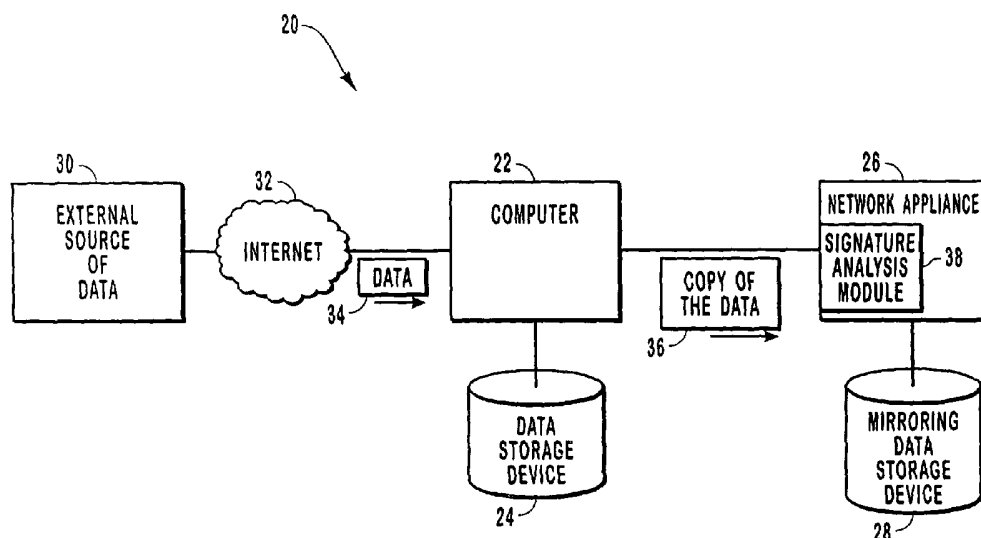 20
30
EXTERNAL
SOURCE
OF
DATA
32
INTERNET
DATA
34
22
COMPUTER
DATA
STORAGE
DEVICE
24
COPY OF
THE DATA
36
26
NETWORK APPLIANCE
SIGNATURE
ANALYSIS
MODULE
38
MIRRORING
DATA
STORAGE
DEVICE
28